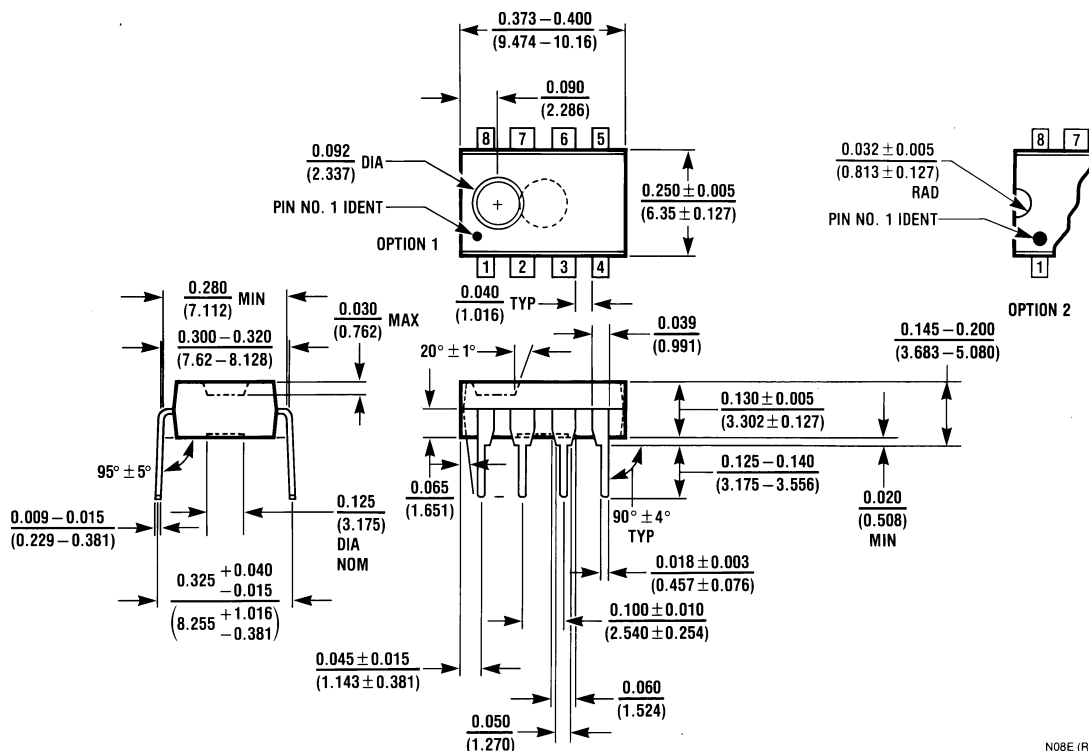 0.373 – 0.400
(9.474 – 10.16)
0.090
(2.286)
8 7 6 5
0.092 DIA
(2.337)
PIN NO. 1 IDENT
OPTION 1
0.250 ± 0.005
(6.35 ± 0.127)
1 2 3 4
8 7
0.032 ± 0.005
(0.813 ± 0.127)
RAD
PIN NO. 1 IDENT
1
OPTION 2
0.280 MIN
(7.112)
0.300 – 0.320
(7.62 – 8.128)
0.030 MAX
(0.762)
0.040 TYP
(1.016)
0.039
(0.991)
20° ± 1°
0.145 – 0.200
(3.683 – 5.080)
0.130 ± 0.005
(3.302 ± 0.127)
0.125 – 0.140
(3.175 – 3.556)
0.020
(0.508)
MIN
95° ± 5°
0.009 – 0.015
(0.229 – 0.381)
0.125
(3.175)
DIA
NOM
0.065
(1.651)
90° ± 4°
TYP
0.325 +0.040
−0.015
(8.255 +1.016
−0.381)
0.018 ± 0.003
(0.457 ± 0.076)
0.100 ± 0.010
(2.540 ± 0.254)
0.045 ± 0.015
(1.143 ± 0.381)
0.060
(1.524)
0.050
(1.270)
N08E (R